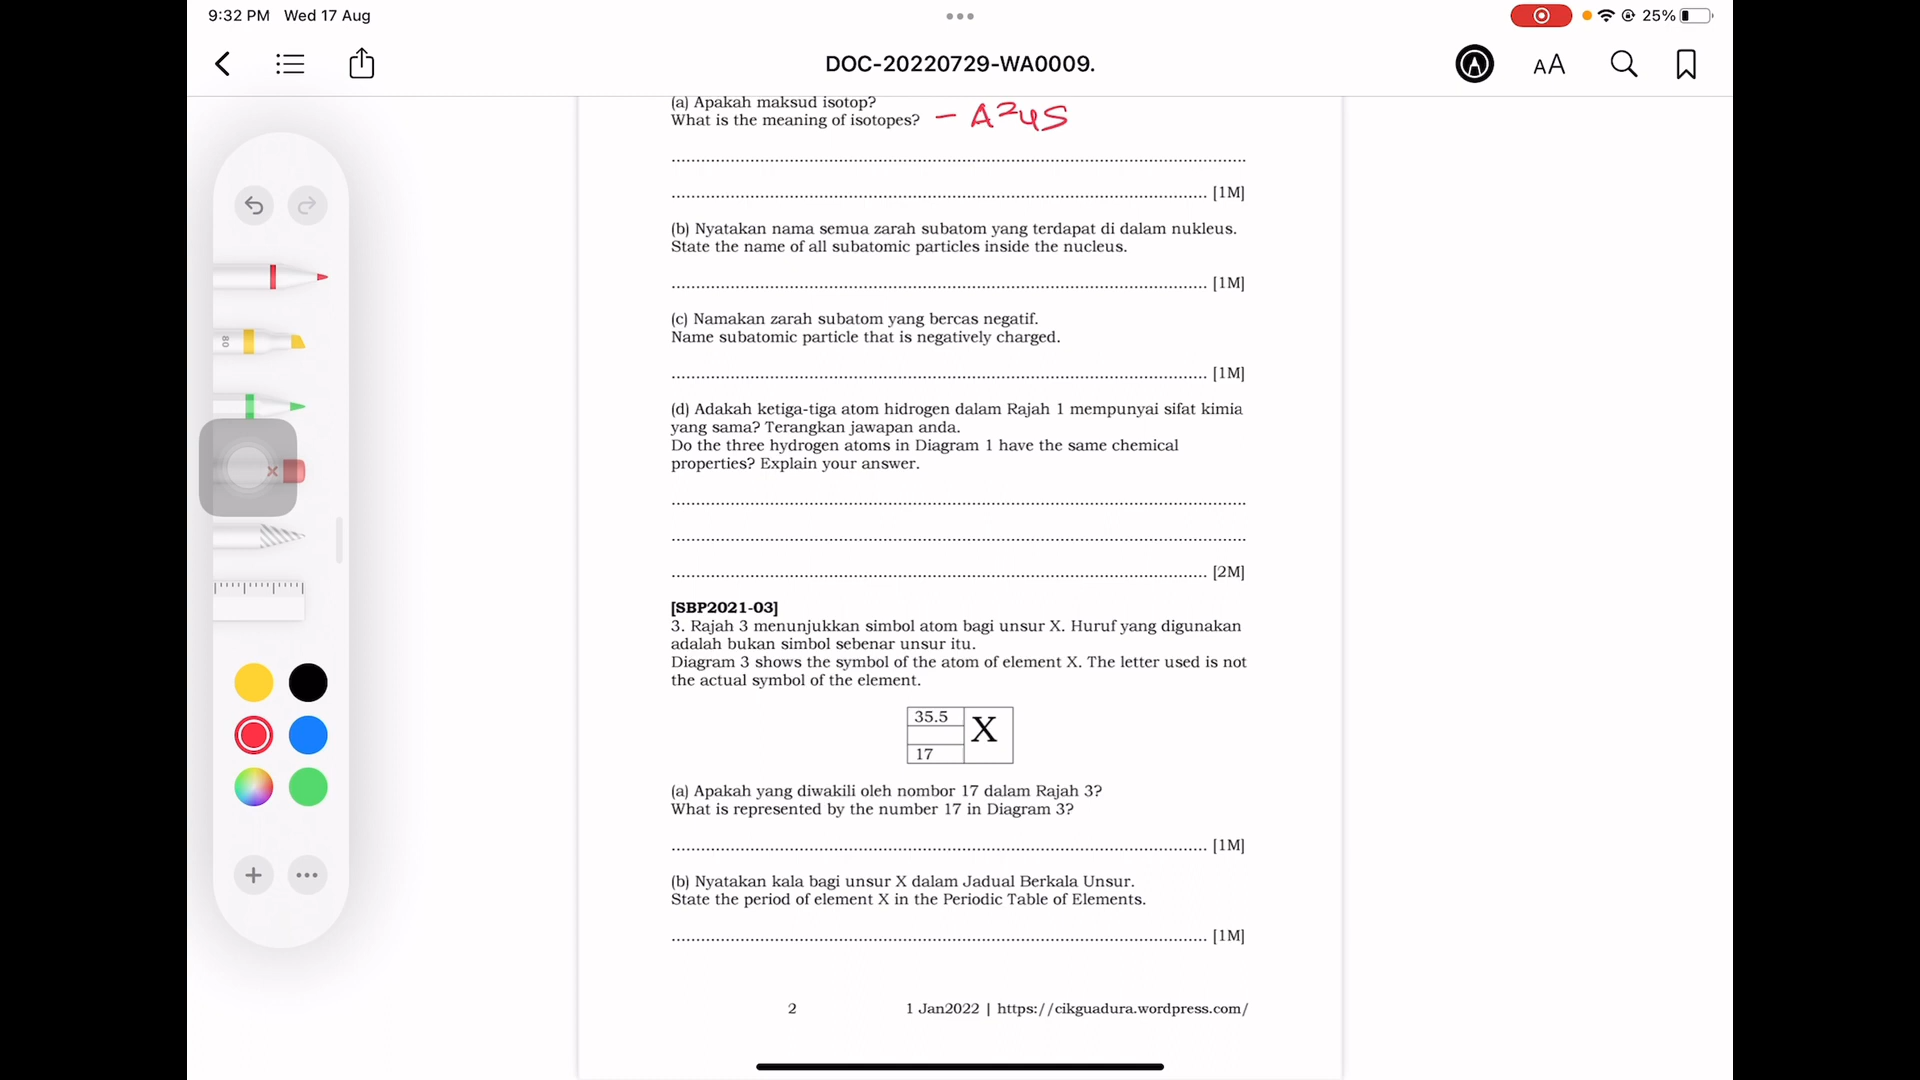 9:32 PM Wed 17 Aug
25%
DOC-20220729-WA0009.
AA
(a) Apakah maksud isotop?
What is the meaning of isotopes? - A²4S
............ [1M]
(b) Nyatakan nama semua zarah subatom yang terdapat di dalam nukleus.
State the name of all subatomic particles inside the nucleus.
............ [1M]
(c) Namakan zarah subatom yang bercas negatif.
Name subatomic particle that is negatively charged.
............ [1M]
(d) Adakah ketiga-tiga atom hidrogen dalam Rajah 1 mempunyai sifat kimia
yang sama? Terangkan jawapan anda.
Do the three hydrogen atoms in Diagram 1 have the same chemical
properties? Explain your answer.
............ [2M]
[SBP2021-03]
3. Rajah 3 menunjukkan simbol atom bagi unsur X. Huruf yang digunakan
adalah bukan simbol sebenar unsur itu.
Diagram 3 shows the symbol of the atom of element X. The letter used is not
the actual symbol of the element.
35.5
X
17
(a) Apakah yang diwakili oleh nombor 17 dalam Rajah 3?
What is represented by the number 17 in Diagram 3?
............ [1M]
(b) Nyatakan kala bagi unsur X dalam Jadual Berkala Unsur.
State the period of element X in the Periodic Table of Elements.
............ [1M]
2 1 Jan2022 | https://cikguadura.wordpress.com/
80